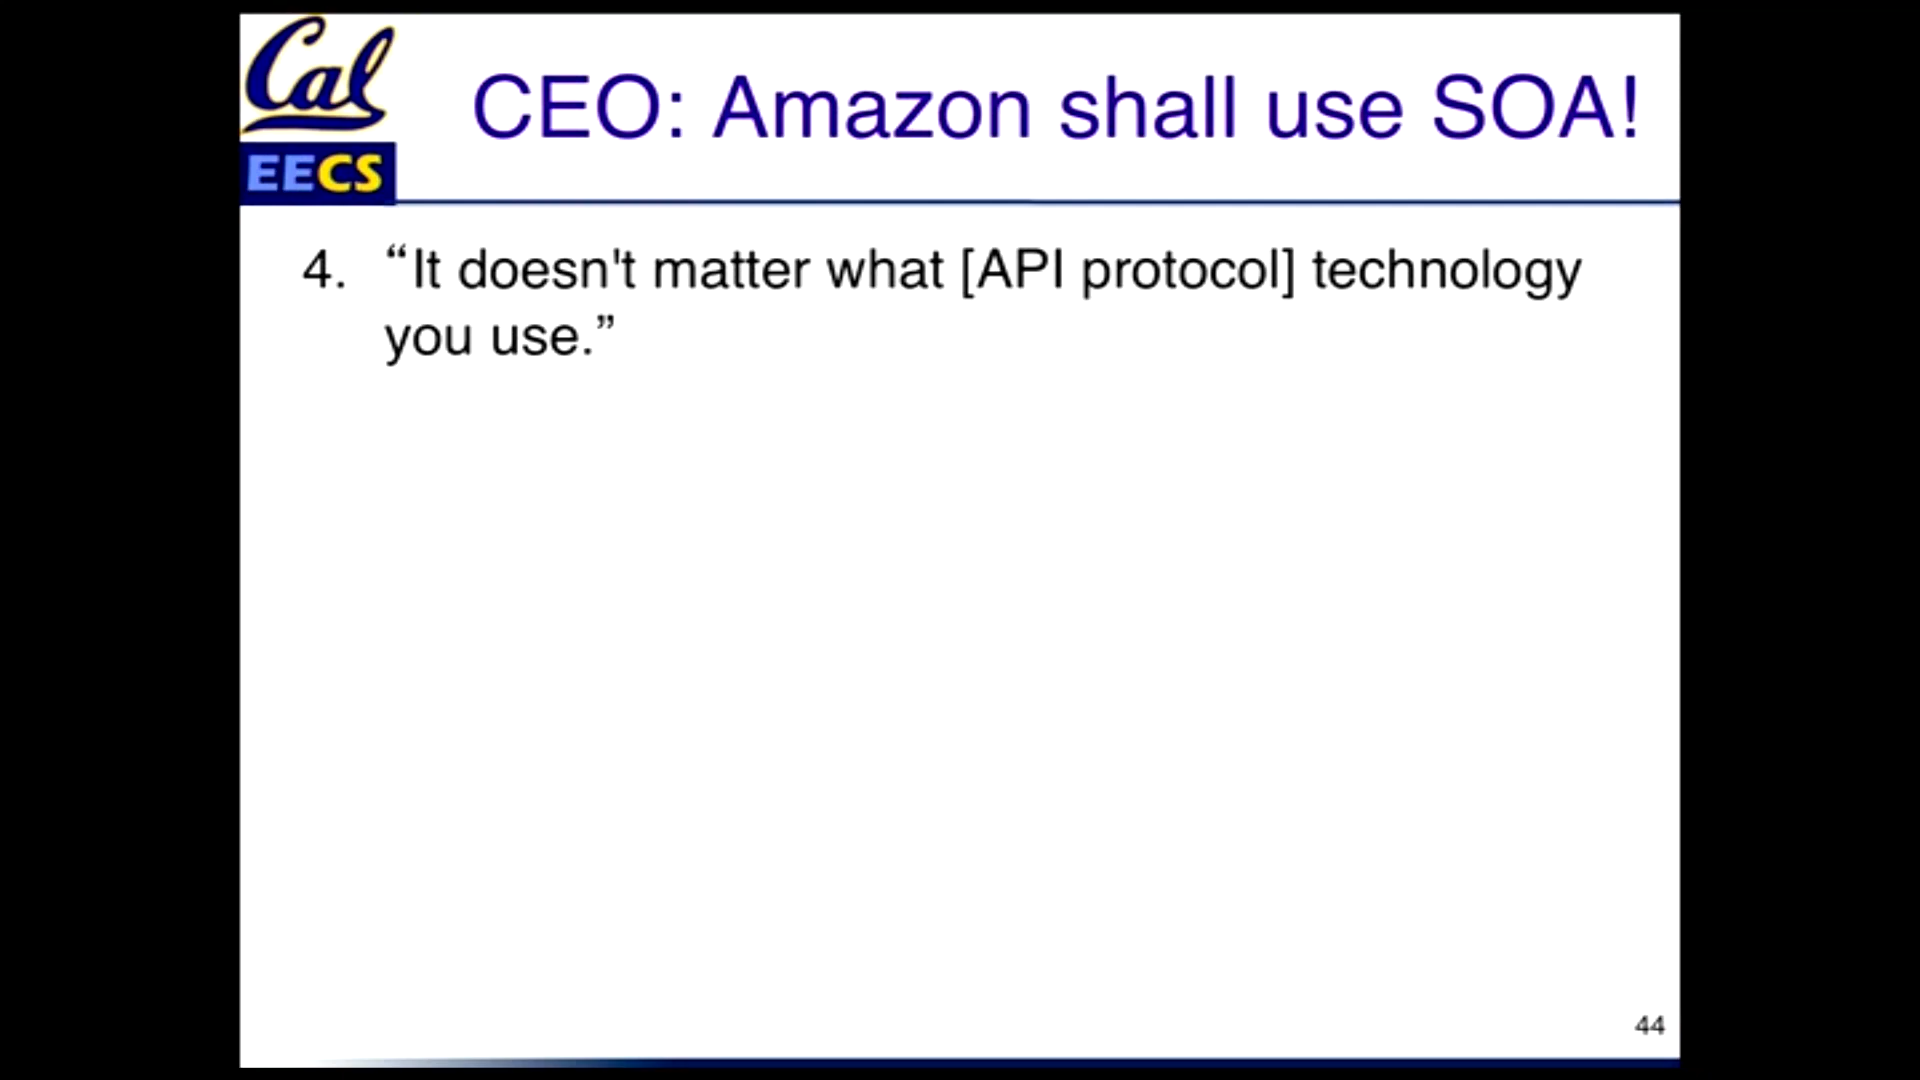 Cal
EECS
CEO: Amazon shall use SOA!
4. “It doesn't matter what [API protocol] technology
you use.”
44